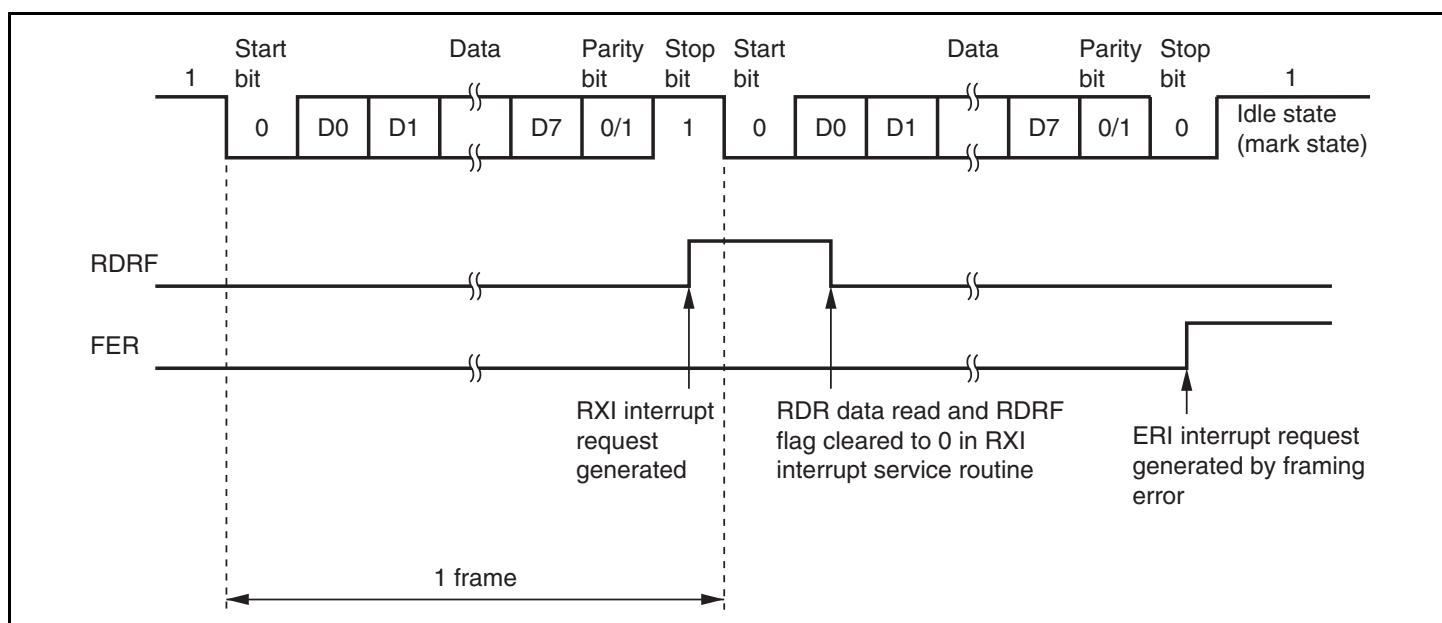 Start
bit
Data
Parity
bit
Stop
bit
Start
bit
Data
Parity
bit
Stop
bit
1
1
0
D0
D1
D7
0/1
1
0
D0
D1
D7
0/1
0
Idle state
(mark state)
RDRF
FER
RXI interrupt
request
generated
RDR data read and RDRF
flag cleared to 0 in RXI
interrupt service routine
ERI interrupt request
generated by framing
error
1 frame